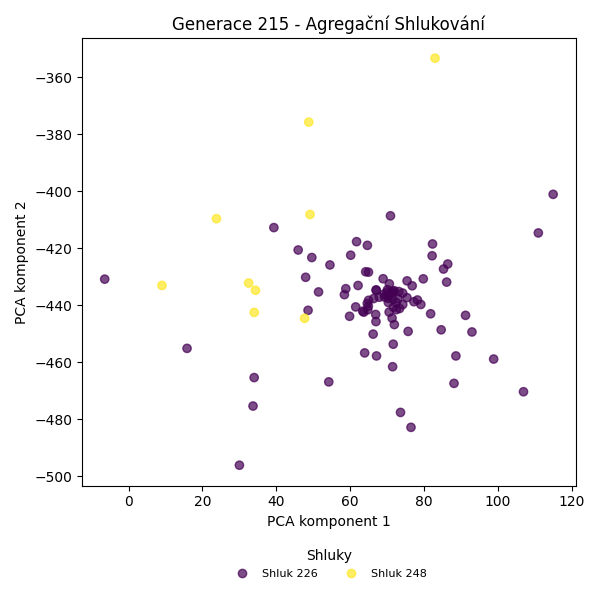 Generace 215 - Agregační Shlukování
−360
−380
−400
−420
−440
−460
−480
−500
PCA komponent 2
0 20 40 60 80 100 120
PCA komponent 1
Shluky
Shluk 226 Shluk 248